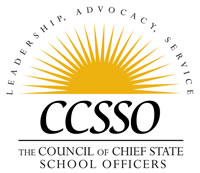 LEADERSHIP, ADVOCACY, SERVICE
CCSSO
THE COUNCIL OF CHIEF STATE
SCHOOL OFFICERS